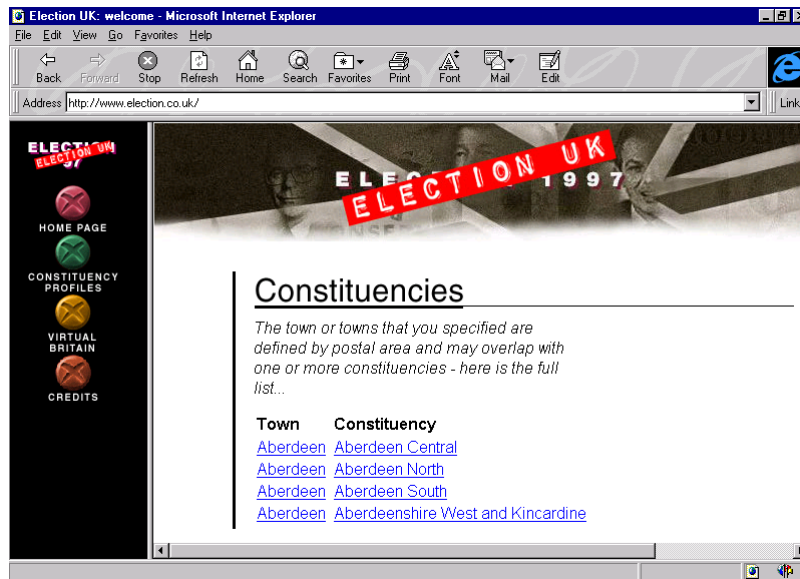 Election UK: welcome - Microsoft Internet Explorer
File Edit View Go Favorites Help
Back Forward Stop Refresh Home Search Favorites Print Font Mail Edit
Address http://www.election.co.uk/ Link
ELECTION
ELECTION UK
97
HOME PAGE
CONSTITUENCY
PROFILES
VIRTUAL
BRITAIN
CREDITS
ELECTION UK
1997
Constituencies
The town or towns that you specified are
defined by postal area and may overlap with
one or more constituencies - here is the full
list...
Town Constituency
Aberdeen Aberdeen Central
Aberdeen Aberdeen North
Aberdeen Aberdeen South
Aberdeen Aberdeenshire West and Kincardine